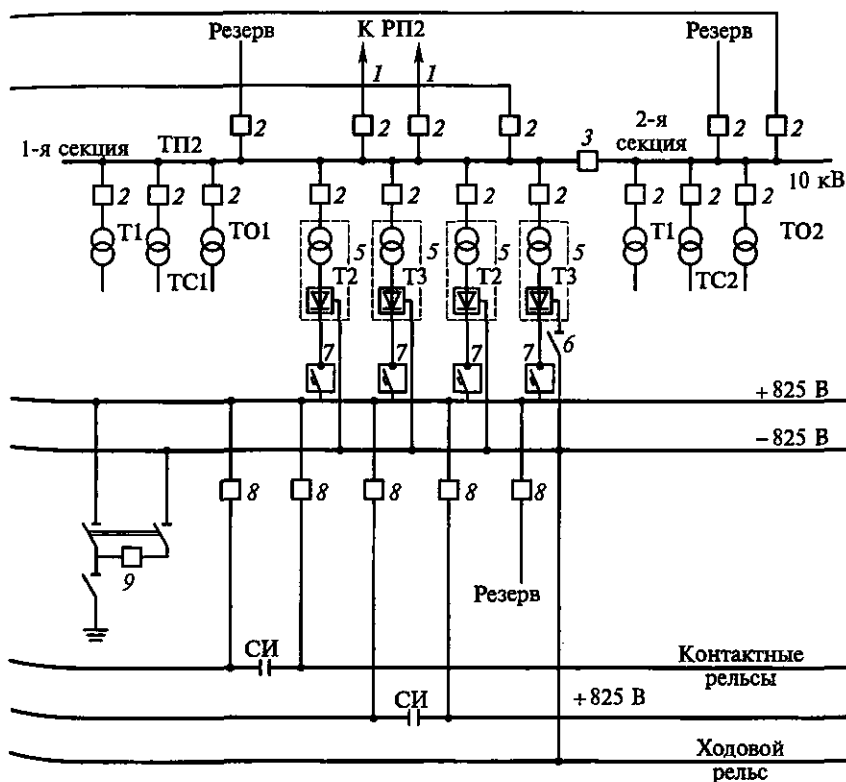 Резерв
К РП2
Резерв
1
1
2
2
2
2
2
2
1-я секция
ТП2
3
2-я
секция
10 кВ
2
2
2
2
2
2
2
2
2
2
Т1
ТО1
5
5
5
5
Т1
ТО2
ТС1
Т2
Т3
Т2
Т3
ТС2
6
7
7
7
7
+825 В
−825 В
8
8
8
8
8
9
Резерв
СИ
Контактные
рельсы
СИ
+825 В
Ходовой
рельс